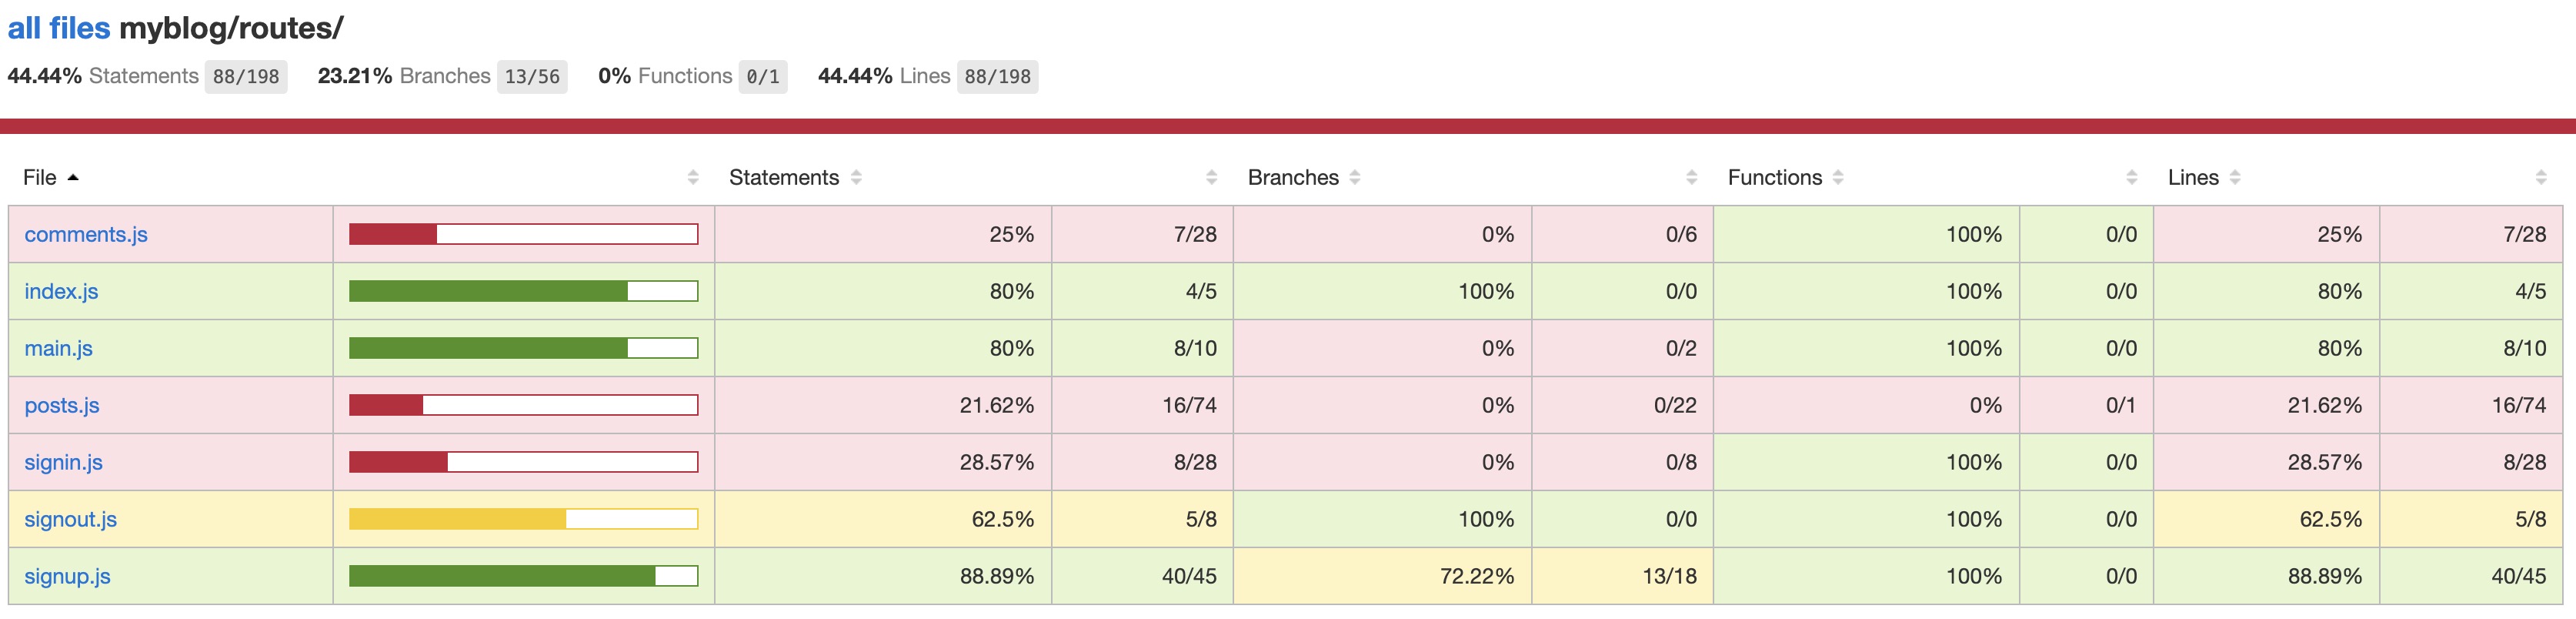 all files myblog/routes/
44.44% Statements 88/198 23.21% Branches 13/56 0% Functions 0/1 44.44% Lines 88/198
File Statements Branches Functions Lines
comments.js 25% 7/28 0% 0/6 100% 0/0 25% 7/28
index.js 80% 4/5 100% 0/0 100% 0/0 80% 4/5
main.js 80% 8/10 0% 0/2 100% 0/0 80% 8/10
posts.js 21.62% 16/74 0% 0/22 0% 0/1 21.62% 16/74
signin.js 28.57% 8/28 0% 0/8 100% 0/0 28.57% 8/28
signout.js 62.5% 5/8 100% 0/0 100% 0/0 62.5% 5/8
signup.js 88.89% 40/45 72.22% 13/18 100% 0/0 88.89% 40/45